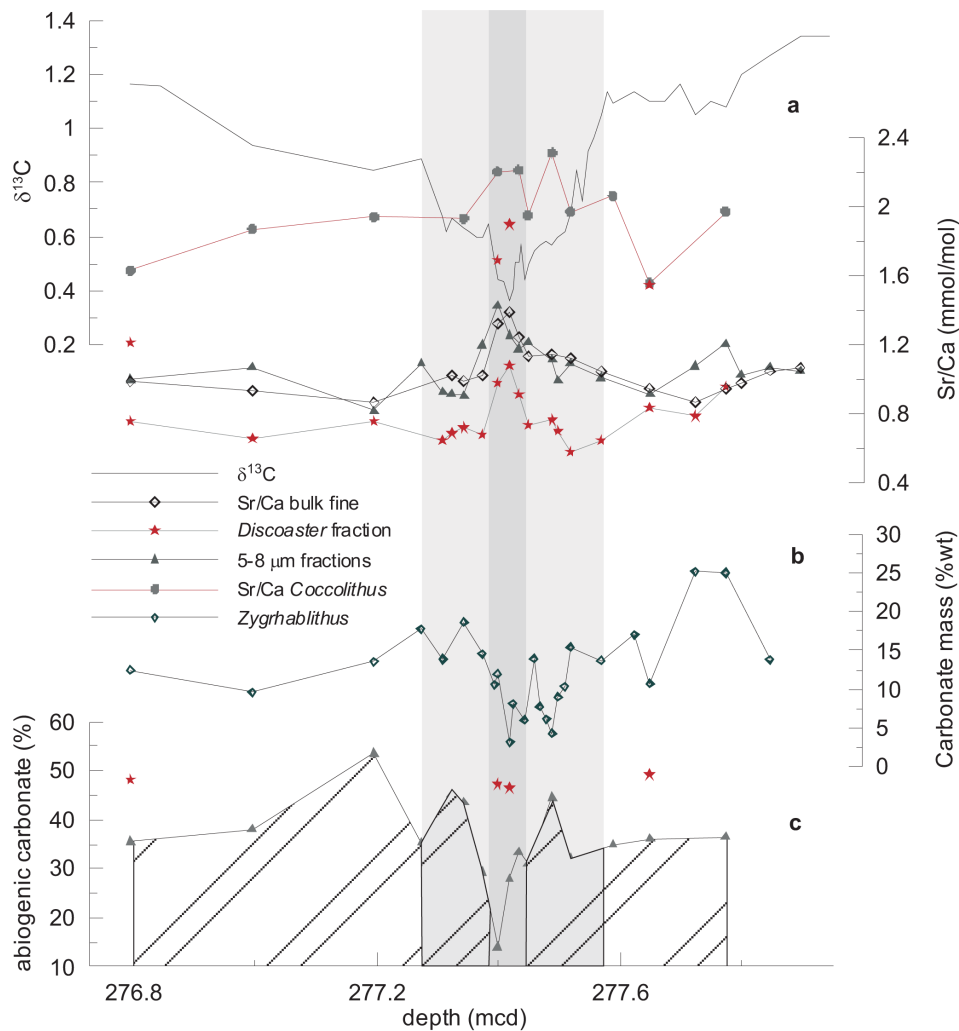 1.4
1.2
1
0.8
0.6
0.4
0.2
δ13C
a
2.4
2
1.6
1.2
0.8
0.4
Sr/Ca (mmol/mol)
δ13C
Sr/Ca bulk fine
Discoaster fraction
5-8 μm fractions
Sr/Ca Coccolithus
Zygrhablithus
b
30
25
20
15
10
5
0
Carbonate mass (%wt)
60
50
40
30
20
10
abiogenic carbonate (%)
c
276.8
277.2
277.6
depth (mcd)